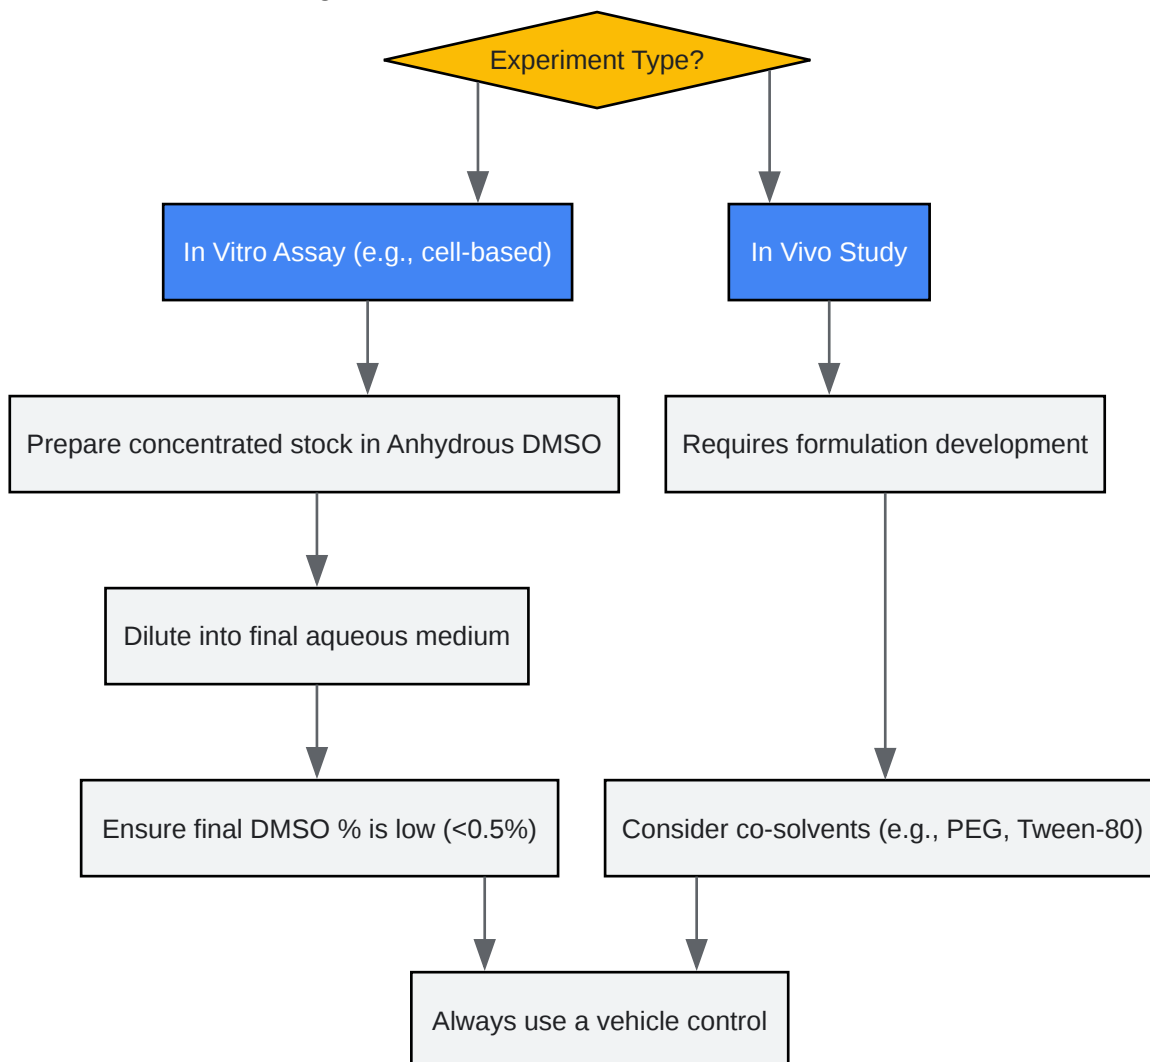 Experiment Type?
In Vitro Assay (e.g., cell-based)
In Vivo Study
Prepare concentrated stock in Anhydrous DMSO
Requires formulation development
Dilute into final aqueous medium
Ensure final DMSO % is low (<0.5%)
Consider co-solvents (e.g., PEG, Tween-80)
Always use a vehicle control